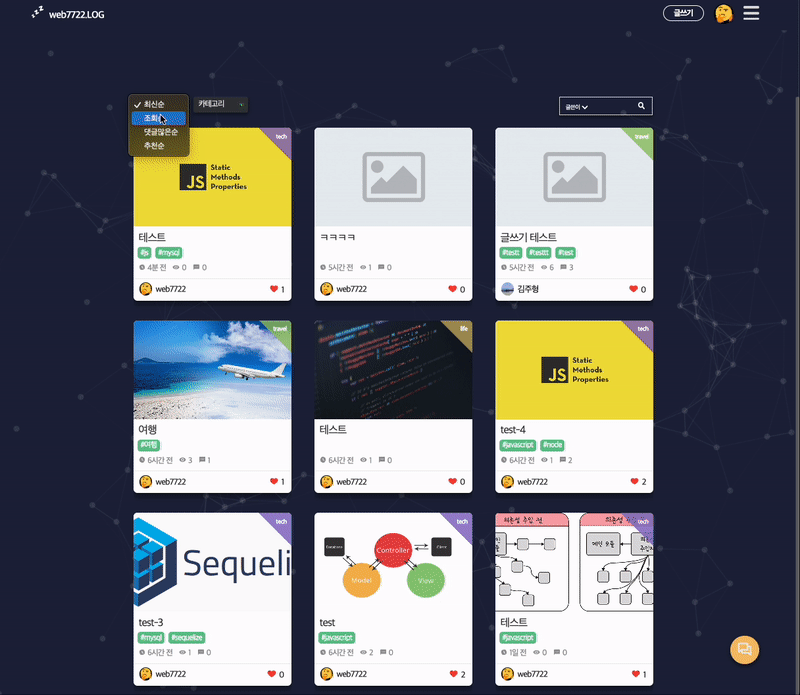 web7722.LOG
글쓰기
최신순
카테고리
글쓴이
조회순
댓글많은순
추천순
tech
JS
Static
Methods
Properties
테스트
#js #mysql
4분 전 0 0
web7722 1
ㅋㅋㅋㅋ
5시간 전 1 0
web7722 0
travel
글쓰기 테스트
#testt #testtt #test
5시간 전 6 3
김주형 0
travel
여행
#여행
6시간 전 3 1
web7722 1
life
테스트
6시간 전 1 0
web7722 0
tech
JS
Static
Methods
Properties
test-4
#javascript #node
6시간 전 1 2
web7722 2
tech
Sequeli
test-3
#mysql #sequelize
6시간 전 1 0
web7722 0
tech
Controller
Model
View
test
#javascript
6시간 전 2 0
web7722 2
tech
의존성 주입 전
메인 모듈
테스트
#javascript
1일 전 0 0
web7722 1